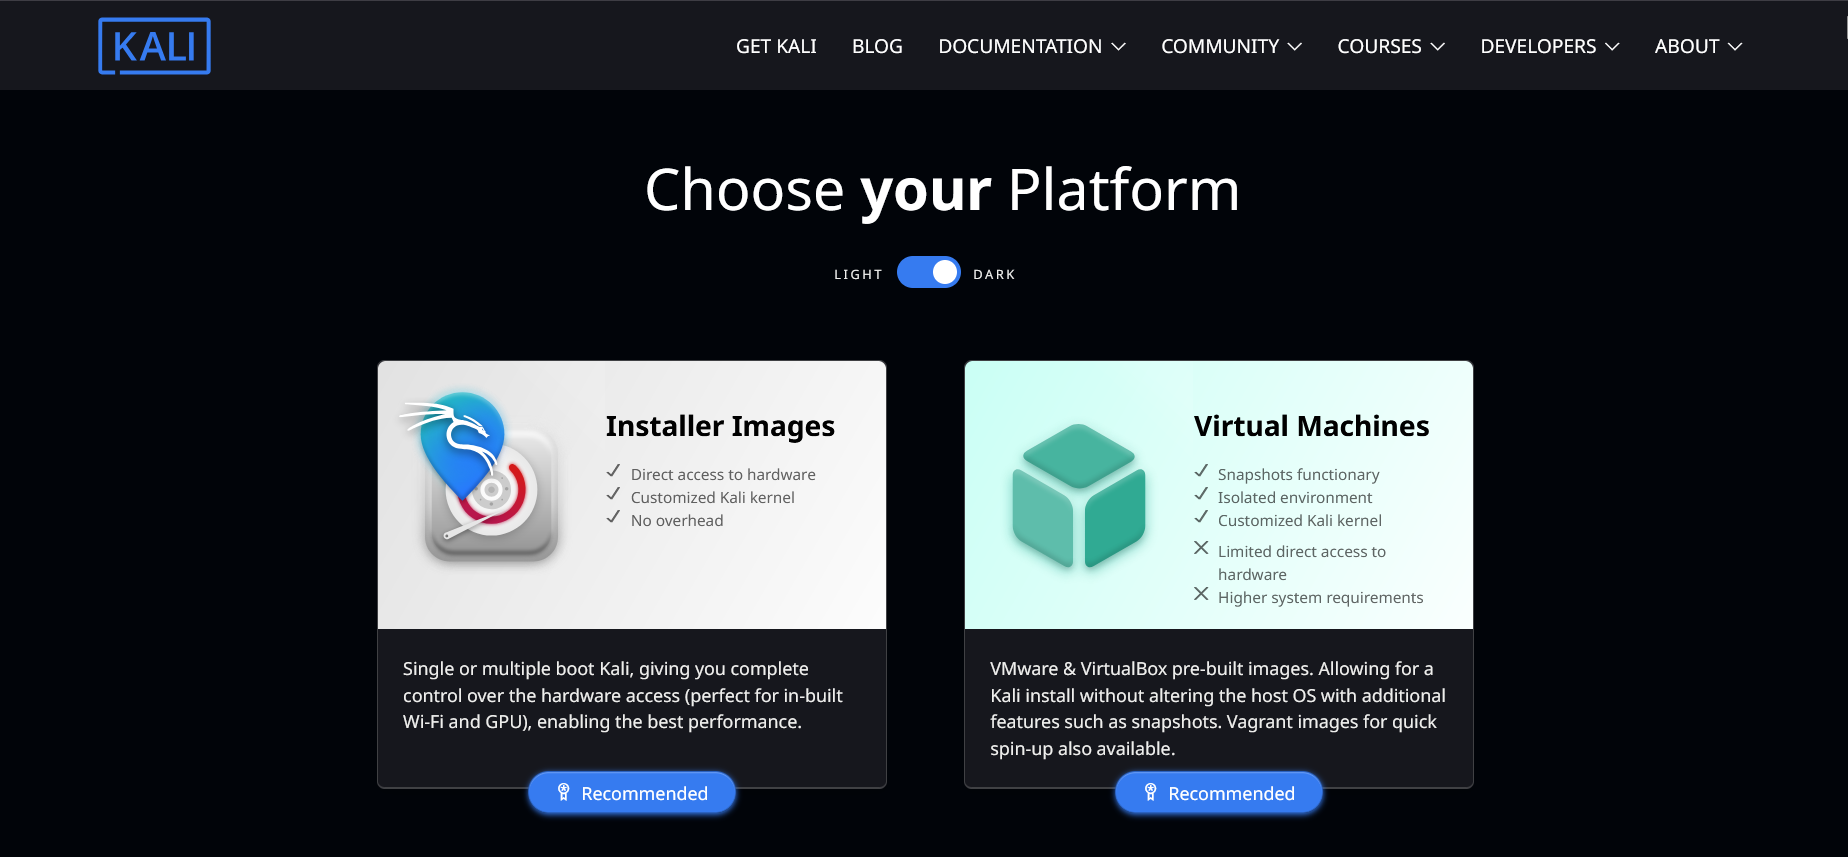 KALI
GET KALI
BLOG
DOCUMENTATION
COMMUNITY
COURSES
DEVELOPERS
ABOUT
Choose your Platform
LIGHT
DARK
Installer Images
Direct access to hardware
Customized Kali kernel
No overhead
Single or multiple boot Kali, giving you complete
control over the hardware access (perfect for in-built
Wi-Fi and GPU), enabling the best performance.
Recommended
Virtual Machines
Snapshots functionary
Isolated environment
Customized Kali kernel
Limited direct access to
hardware
Higher system requirements
VMware & VirtualBox pre-built images. Allowing for a
Kali install without altering the host OS with additional
features such as snapshots. Vagrant images for quick
spin-up also available.
Recommended